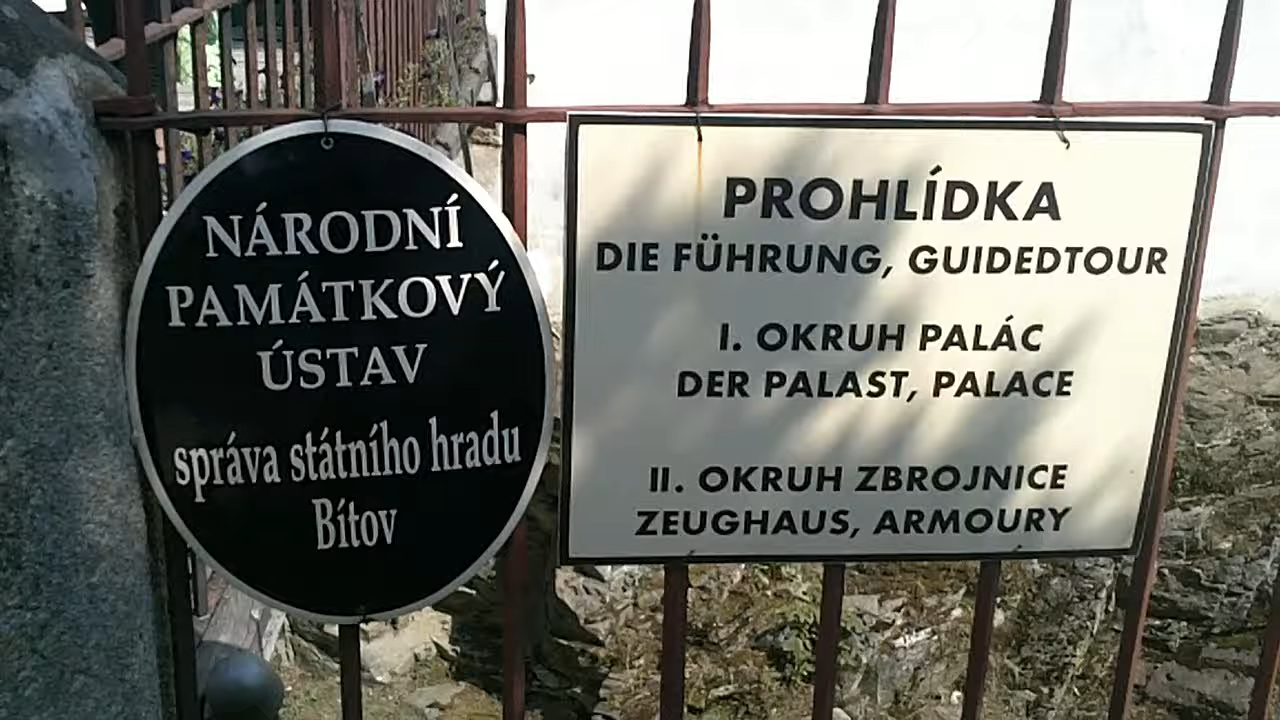 NÁRODNÍ
PAMÁTKOVÝ
ÚSTAV
správa státního hradu
Bítov
PROHLÍDKA
DIE FÜHRUNG, GUIDEDTOUR
I. OKRUH PALÁC
DER PALAST, PALACE
II. OKRUH ZBROJNICE
ZEUGHAUS, ARMOURY